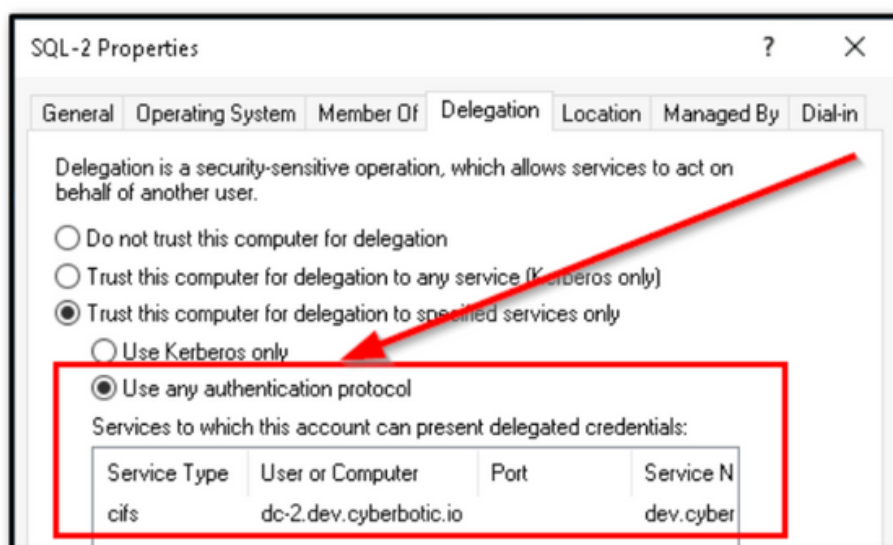 SQL-2 Properties ? ×
General Operating System Member Of Delegation Location Managed By Dial-in
Delegation is a security-sensitive operation, which allows services to act on
behalf of another user.
Do not trust this computer for delegation
Trust this computer for delegation to any service (Kerberos only)
Trust this computer for delegation to specified services only
Use Kerberos only
Use any authentication protocol
Services to which this account can present delegated credentials:
Service Type User or Computer Port Service N
cifs dc-2.dev.cyberbotic.io dev.cyber